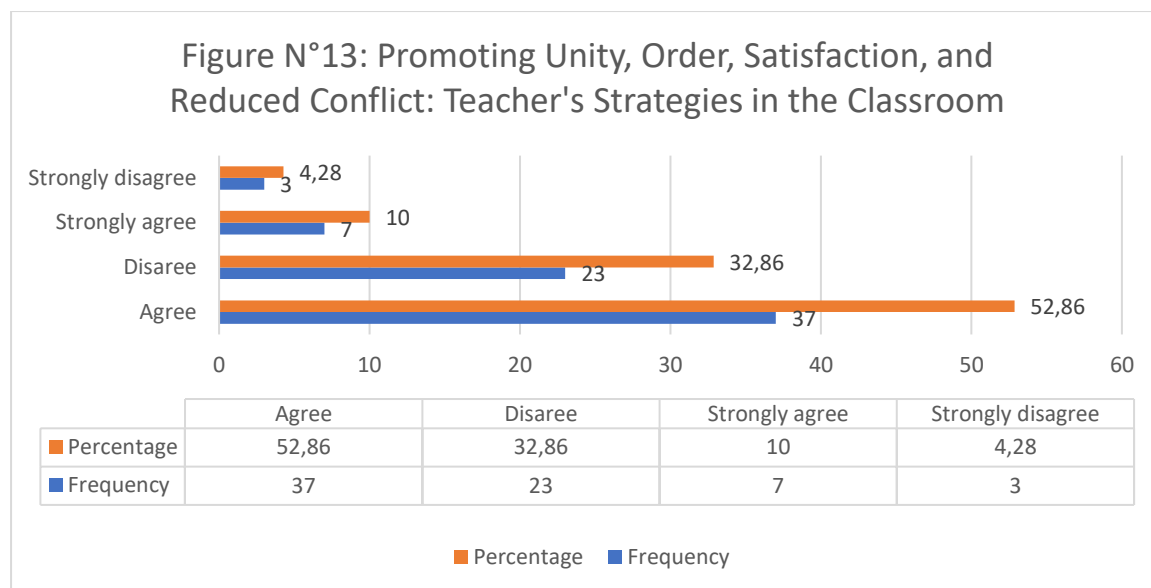 Figure N°13: Promoting Unity, Order, Satisfaction, and
Reduced Conflict: Teacher's Strategies in the Classroom
Strongly disagree 4,28
3
Strongly agree 10
7
Disaree 32,86
23
Agree 52,86
37
0 10 20 30 40 50 60
Agree Disaree Strongly agree Strongly disagree
Percentage 52,86 32,86 10 4,28
Frequency 37 23 7 3
Percentage Frequency